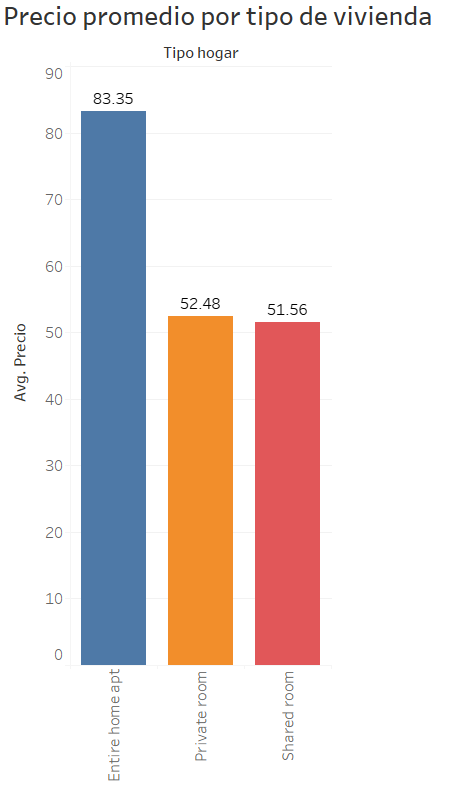 Precio promedio por tipo de vivienda
Tipo hogar
90
80
70
60
50
40
30
20
10
0
Avg. Precio
83.35
52.48
51.56
Entire home apt
Private room
Shared room